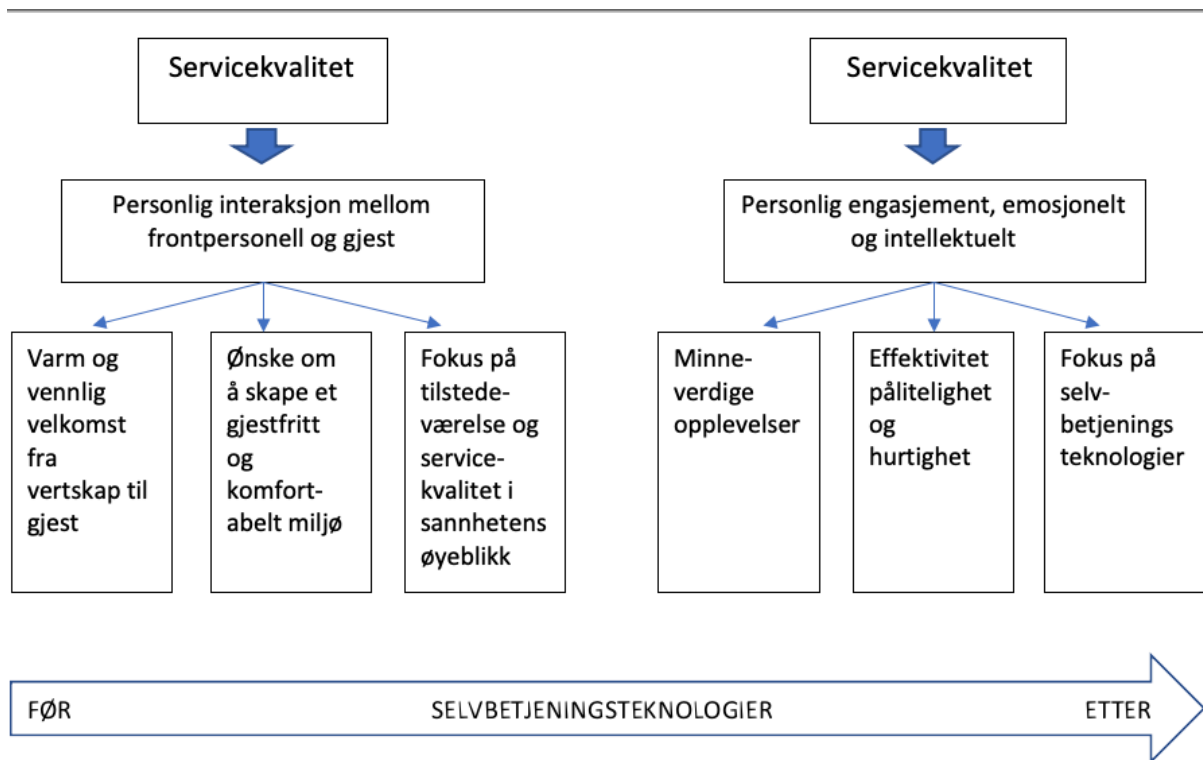 Servicekvalitet
Personlig interaksjon mellom
frontpersonell og gjest
Varm og
vennlig
velkomst
fra
vertskap til
gjest
Ønske om
å skape et
gjestfritt
og
komfort-
abelt miljø
Fokus på
tilstede-
værelse og
service-
kvalitet i
sannhetens
øyeblikk
Servicekvalitet
Personlig engasjement, emosjonelt
og intellektuelt
Minne-
verdige
opplevelser
Effektivitet
pålitelighet
og
hurtighet
Fokus på
selv-
betjenings
teknologier
FØR SELVBETJENINGSTEKNOLOGIER ETTER